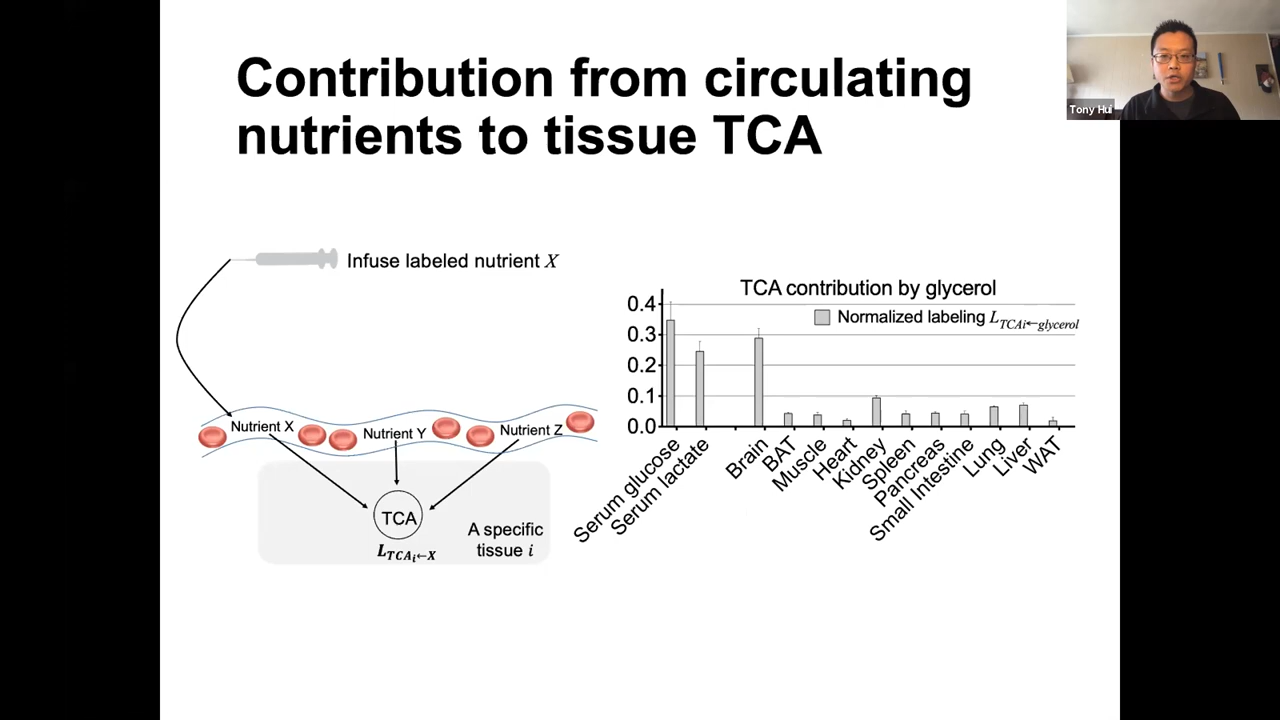 Contribution from circulating
nutrients to tissue TCA
Tony Hui
Infuse labeled nutrient X
Nutrient X
Nutrient Y
Nutrient Z
TCA
L_TCAi←X
A specific
tissue i
TCA contribution by glycerol
Normalized labeling L_TCAi←glycerol
0.4
0.3
0.2
0.1
0.0
Serum glucose
Serum lactate
Brain
BAT
Muscle
Heart
Kidney
Spleen
Pancreas
Small Intestine
Lung
Liver
WAT